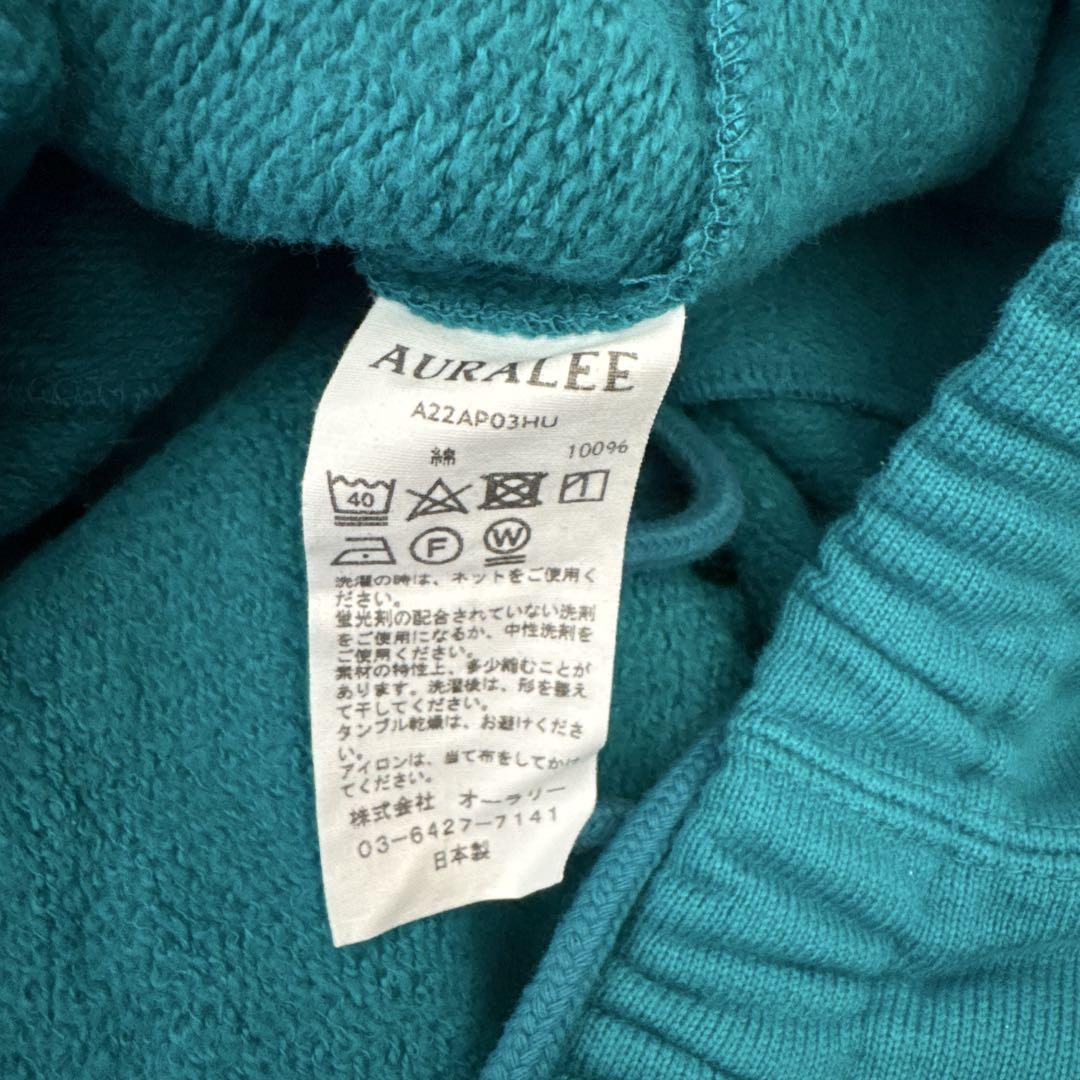 AURALEE
A22AP03HU
綿 100%
40
F W
洗濯の時は、ネットをご使用く
ださい。
蛍光剤の配合されていない洗剤
をご使用になるか、中性洗剤を
ご使用ください。
素材の特性上、多少縮むことが
あります。洗濯後は、形を整え
て干してください。
タンブル乾燥は、お避けくださ
い。
アイロンは、当て布をしてかけ
てください。
株式会社 オーラリー
03-6427-7141
日本製